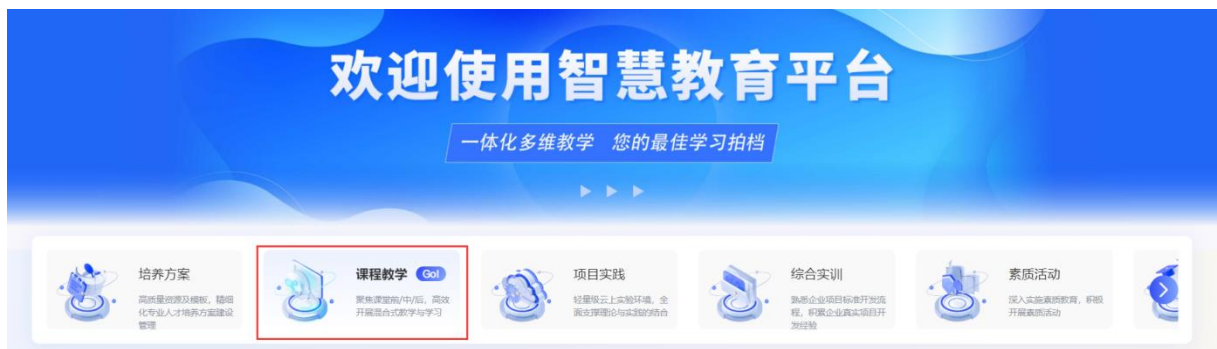 欢迎使用智慧教育平台
一体化多维教学 您的最佳学习拍档
培养方案
高质量资源及模板，精细
化专业人才培养方案建设
管理
课程教学 Go!
聚焦课堂前/中/后，高效
开展混合式教学与学习
项目实践
轻量级云上实验环境，全
面支撑理论与实践的结合
综合实训
熟悉企业项目标准开发流
程，积累企业真实项目开
发经验
素质活动
深入实施素质教育，积极
开展素质活动